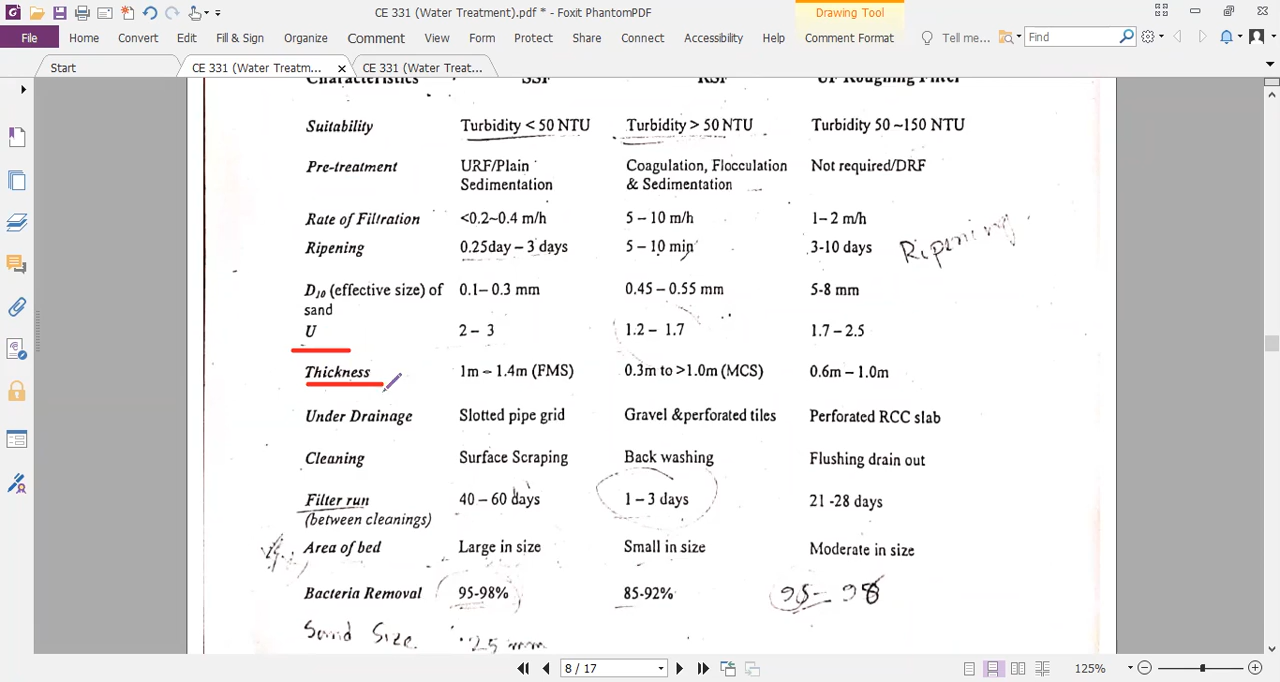 CE 331 (Water Treatment).pdf * - Foxit PhantomPDF
Drawing Tool
File Home Convert Edit Fill & Sign Organize Comment View Form Protect Share Connect Accessibility Help Comment Format Tell me... Find
Start CE 331 (Water Treatm... x CE 331 (Water Treat...
Characteristics SSF RSF UF Roughing Filter
Suitability Turbidity < 50 NTU Turbidity > 50 NTU Turbidity 50 ~150 NTU
Pre-treatment URF/Plain Coagulation, Flocculation Not required/DRF
Sedimentation & Sedimentation
Rate of Filtration <0.2~0.4 m/h 5 – 10 m/h 1– 2 m/h
Ripening 0.25day – 3 days 5 – 10 min 3-10 days Ripening
D10 (effective size) of 0.1– 0.3 mm 0.45 – 0.55 mm 5-8 mm
sand
U 2 – 3 1.2 – 1.7 1.7 – 2.5
Thickness 1m – 1.4m (FMS) 0.3m to >1.0m (MCS) 0.6m – 1.0m
Under Drainage Slotted pipe grid Gravel &perforated tiles Perforated RCC slab
Cleaning Surface Scraping Back washing Flushing drain out
Filter run 40 – 60 days 1 – 3 days 21 -28 days
(between cleanings)
Area of bed Large in size Small in size Moderate in size
Bacteria Removal 95-98% 85-92% 95- 98
Sand Size .25 mm
8 / 17 125%